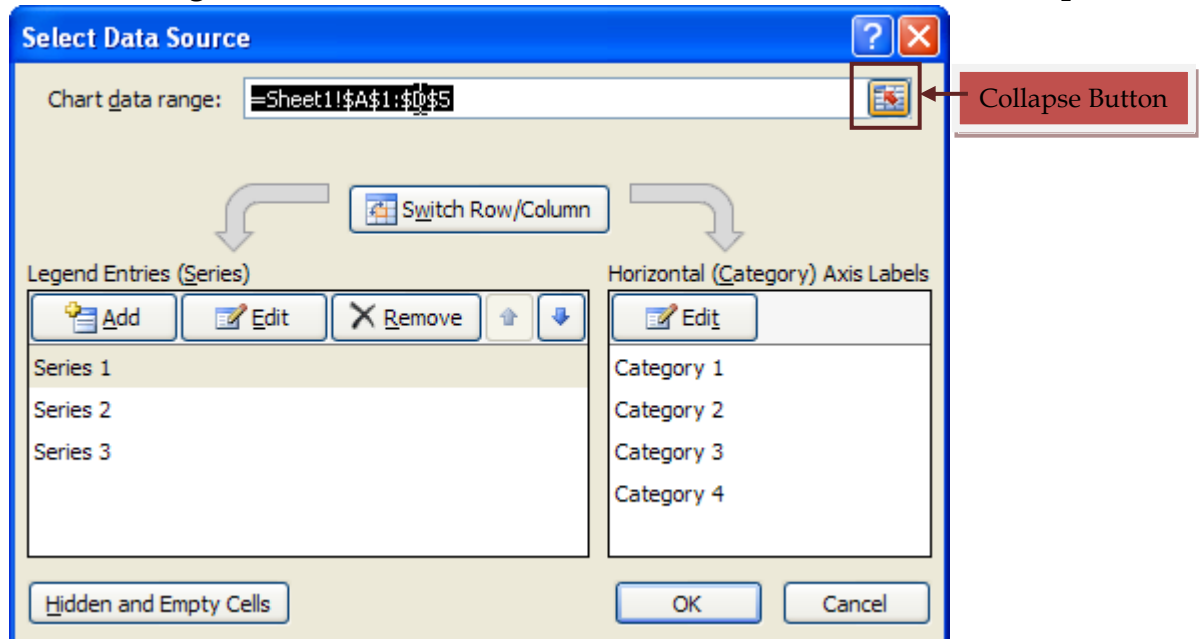 Select Data Source
Chart data range: =Sheet1!$A$1:$D$5
Collapse Button
Switch Row/Column
Legend Entries (Series)
Horizontal (Category) Axis Labels
Add Edit Remove
Edit
Series 1
Series 2
Series 3
Category 1
Category 2
Category 3
Category 4
Hidden and Empty Cells
OK Cancel